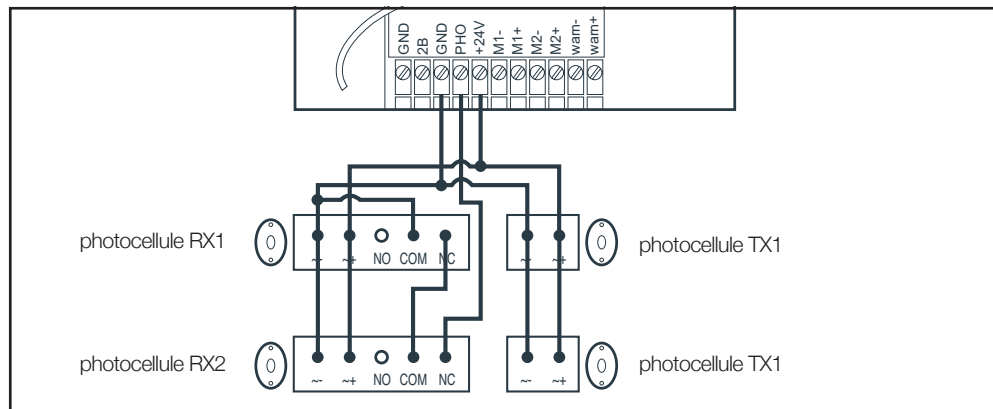 GND 2B GND PHO +24V M1- M1+ M2- M2+ wam- wam+
photocellule RX1
~- ~+ NO COM NC
photocellule TX1
~- ~+
photocellule RX2
~- ~+ NO COM NC
photocellule TX1
~- ~+